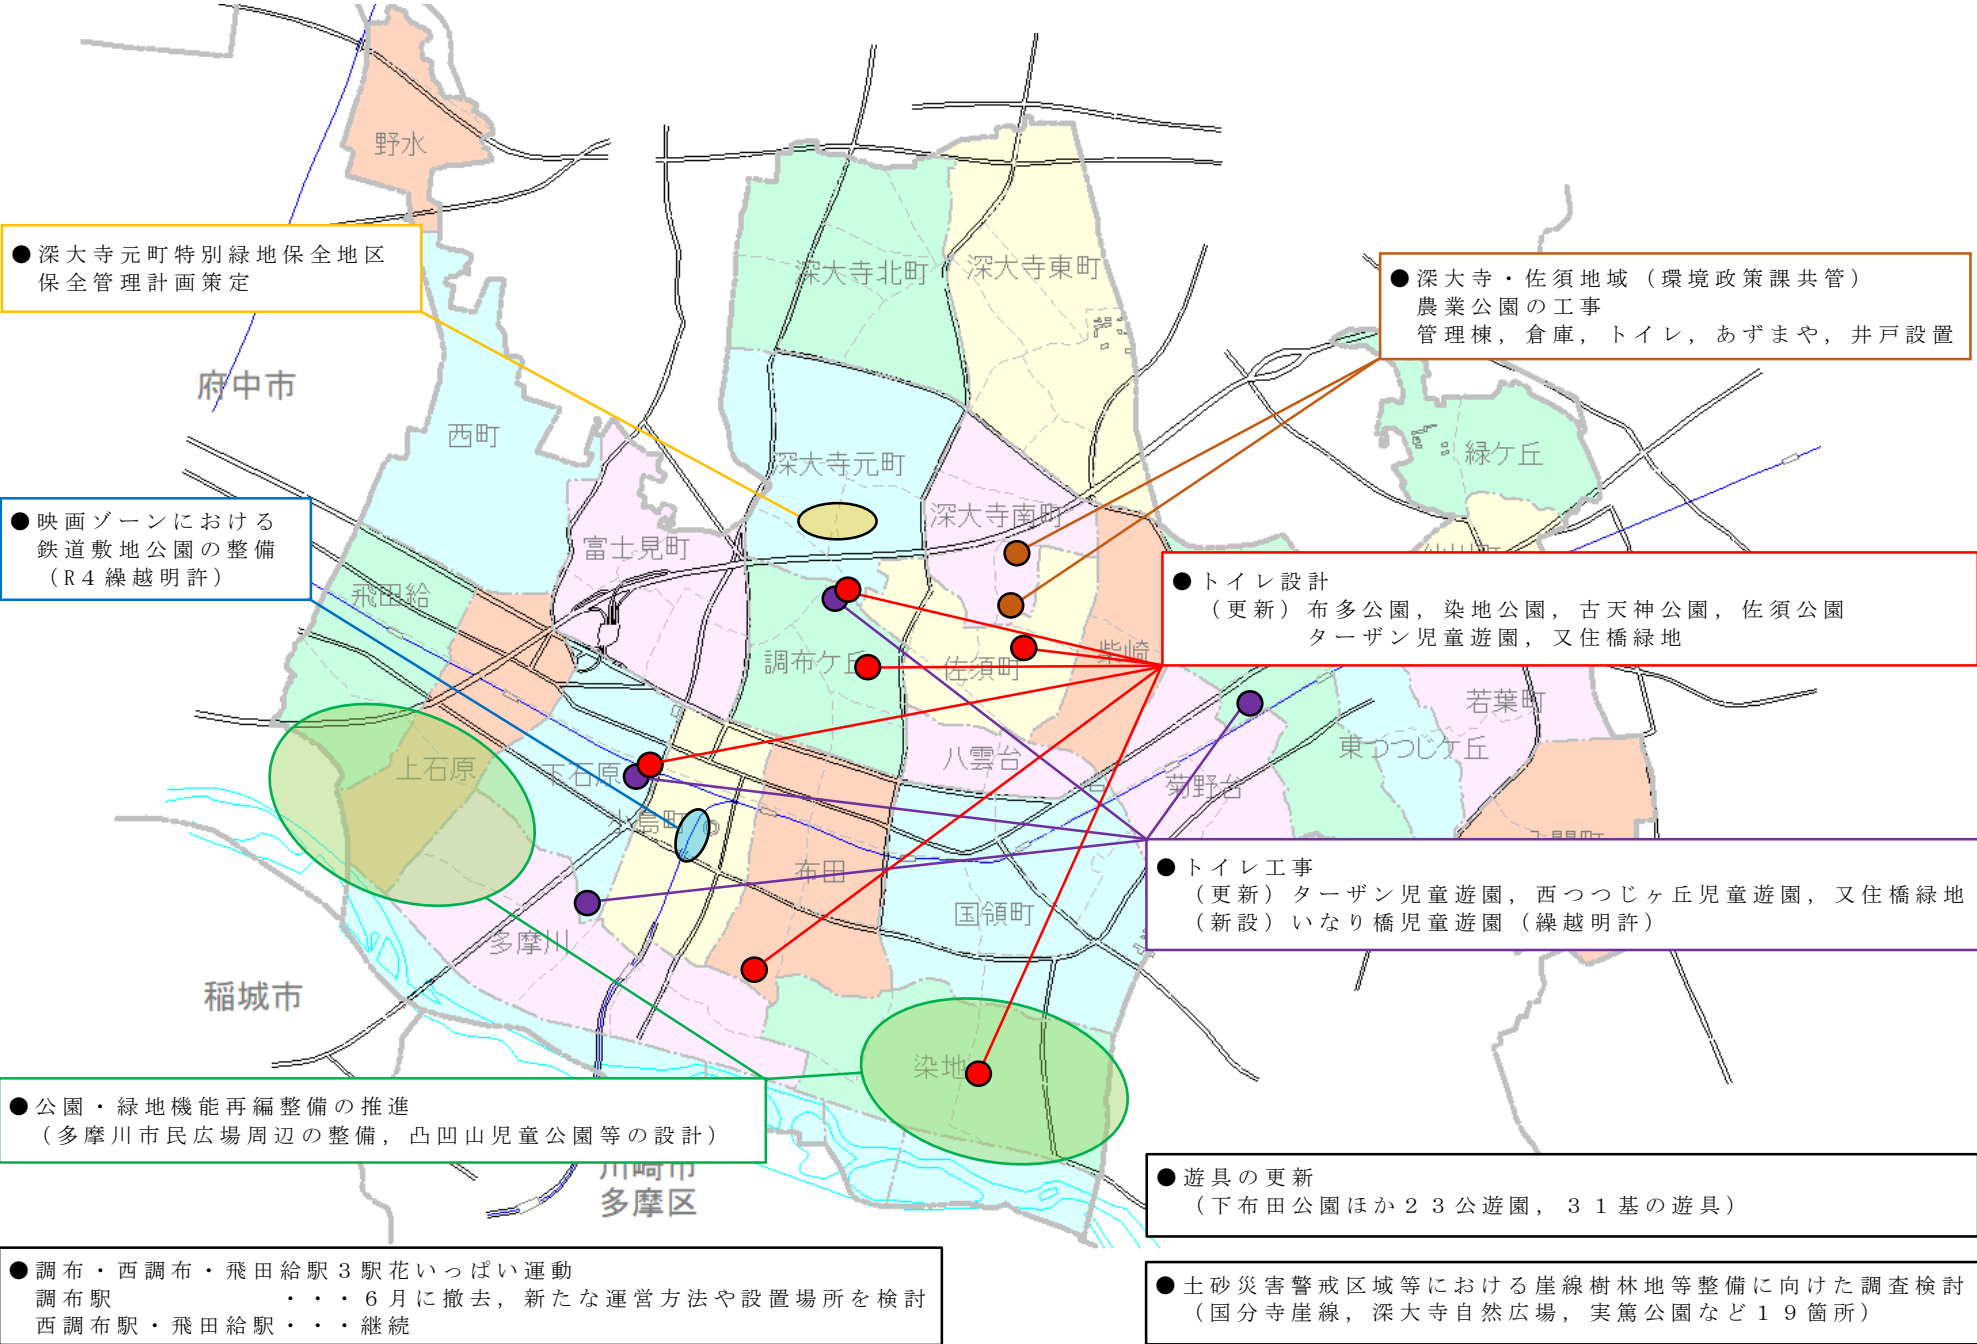 野水
●深大寺元町特別緑地保全地区
保全管理計画策定
深大寺北町
深大寺東町
●深大寺・佐須地域（環境政策課共管）
農業公園の工事
管理棟，倉庫，トイレ，あずまや，井戸設置
府中市
西町
深大寺元町
緑ケ丘
●映画ゾーンにおける
鉄道敷地公園の整備
（R4繰越明許）
富士見町
深大寺南町
飛田給
●トイレ設計
（更新）布多公園，染地公園，古天神公園，佐須公園
ターザン児童遊園，又住橋緑地
調布ケ丘
佐須町
柴崎
若葉町
上石原
下石原
八雲台
菊野台
東つつじケ丘
小島町
布田
国領町
●トイレ工事
（更新）ターザン児童遊園，西つつじヶ丘児童遊園，又住橋緑地
（新設）いなり橋児童遊園（繰越明許）
多摩川
稲城市
染地
●公園・緑地機能再編整備の推進
（多摩川市民広場周辺の整備，凸凹山児童公園等の設計）
川崎市
多摩区
●遊具の更新
（下布田公園ほか２３公遊園，３１基の遊具）
●調布・西調布・飛田給駅３駅花いっぱい運動
調布駅　　　　　　　・・・６月に撤去，新たな運営方法や設置場所を検討
西調布駅・飛田給駅・・・継続
●土砂災害警戒区域等における崖線樹林地等整備に向けた調査検討
（国分寺崖線，深大寺自然広場，実篤公園など１９箇所）